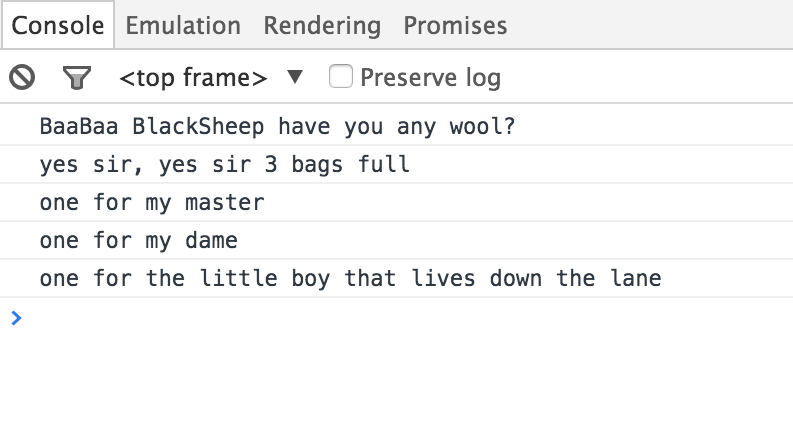 Console Emulation Rendering Promises
<top frame> ▼ Preserve log
BaaBaa BlackSheep have you any wool?
yes sir, yes sir 3 bags full
one for my master
one for my dame
one for the little boy that lives down the lane